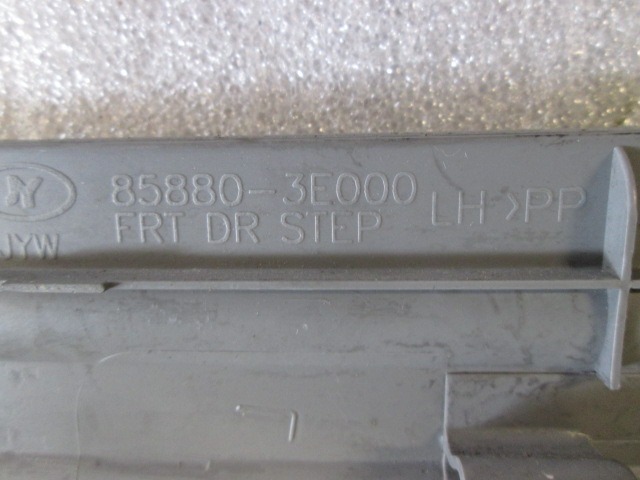 85880-3E000
FRT DR STEP
LH >PP
JYW